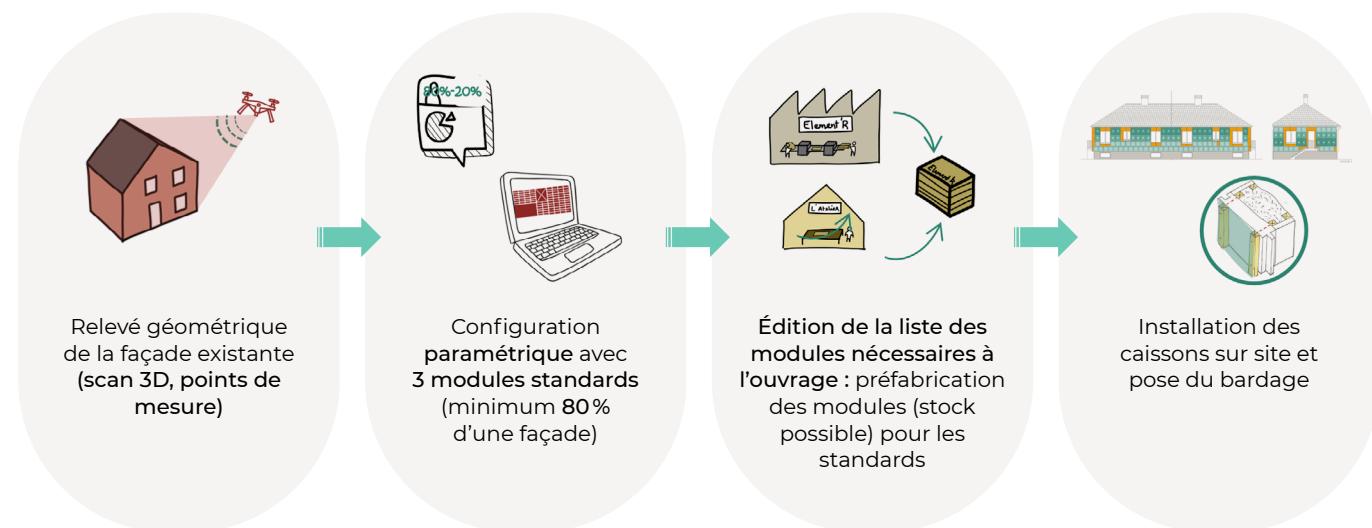 80%-20%
Element'R
L'Atelier
Element'R
Relevé géométrique
de la façade existante
(scan 3D, points de
mesure)
Configuration
paramétrique avec
3 modules standards
(minimum 80 %
d'une façade)
Édition de la liste des
modules nécessaires à
l'ouvrage : préfabrication
des modules (stock
possible) pour les
standards
Installation des
caissons sur site et
pose du bardage